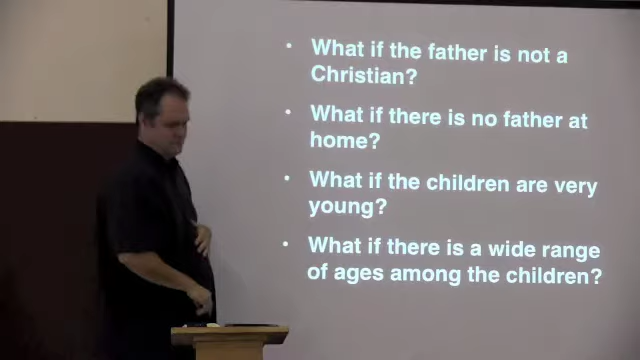 • What if the father is not a
Christian?
• What if there is no father at
home?
• What if the children are very
young?
• What if there is a wide range
of ages among the children?